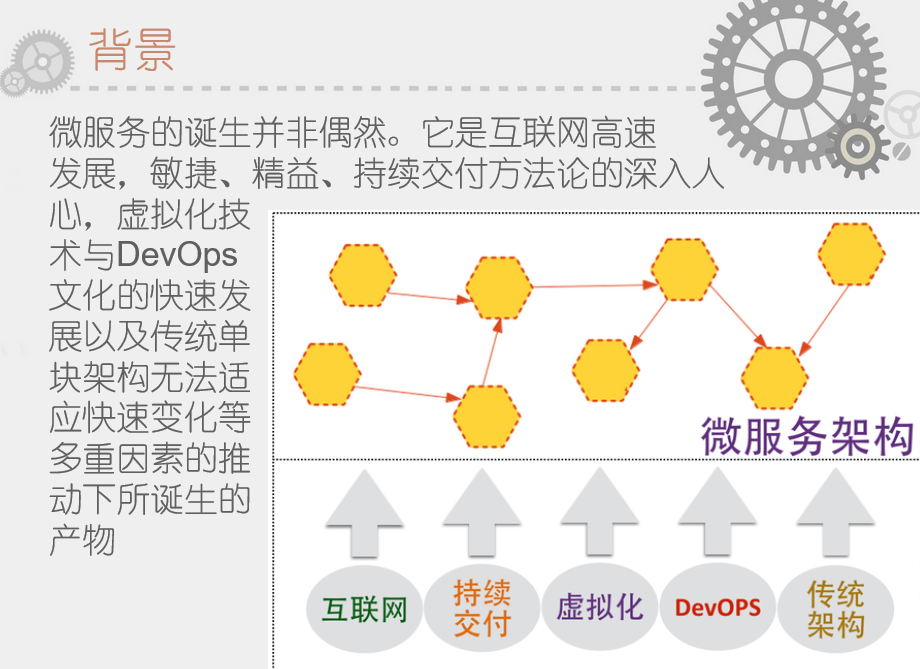 背景
微服务的诞生并非偶然。它是互联网高速
发展，敏捷、精益、持续交付方法论的深入人
心，虚拟化技
术与DevOps
文化的快速发
展以及传统单
块架构无法适
应快速变化等
多重因素的推
动下所诞生的
产物
微服务架构
互联网
持续
交付
虚拟化
DevOPS
传统
架构